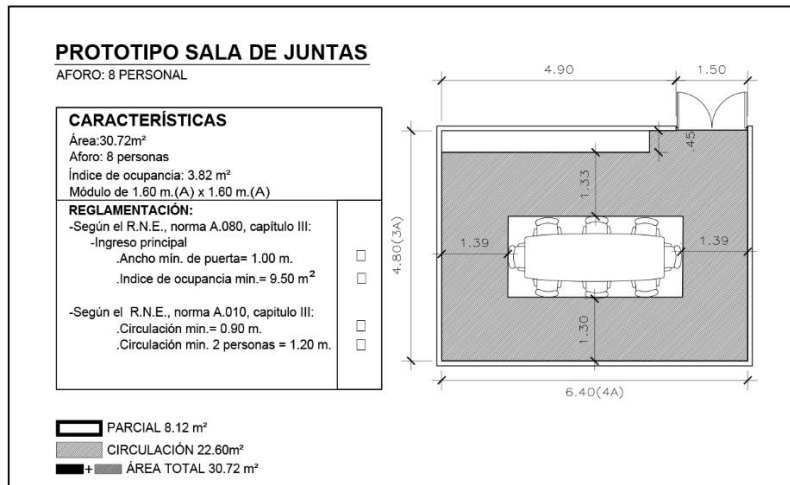 PROTOTIPO SALA DE JUNTAS
AFORO: 8 PERSONAL
CARACTERÍSTICAS
Área:30.72m²
Aforo: 8 personas
Índice de ocupancia: 3.82 m²
Módulo de 1.60 m.(A) x 1.60 m.(A)
REGLAMENTACIÓN:
-Según el R.N.E., norma A.080, capítulo III:
-Ingreso principal
.Ancho mín. de puerta= 1.00 m.
.Indice de ocupancia min.= 9.50 m²
-Según el R.N.E., norma A.010, capitulo III:
.Circulación min.= 0.90 m.
.Circulación min. 2 personas = 1.20 m.
PARCIAL 8.12 m²
CIRCULACIÓN 22.60m²
+ ÁREA TOTAL 30.72 m²
4.90
1.50
.45
1.33
4.80(3A)
1.39
1.39
1.30
6.40(4A)